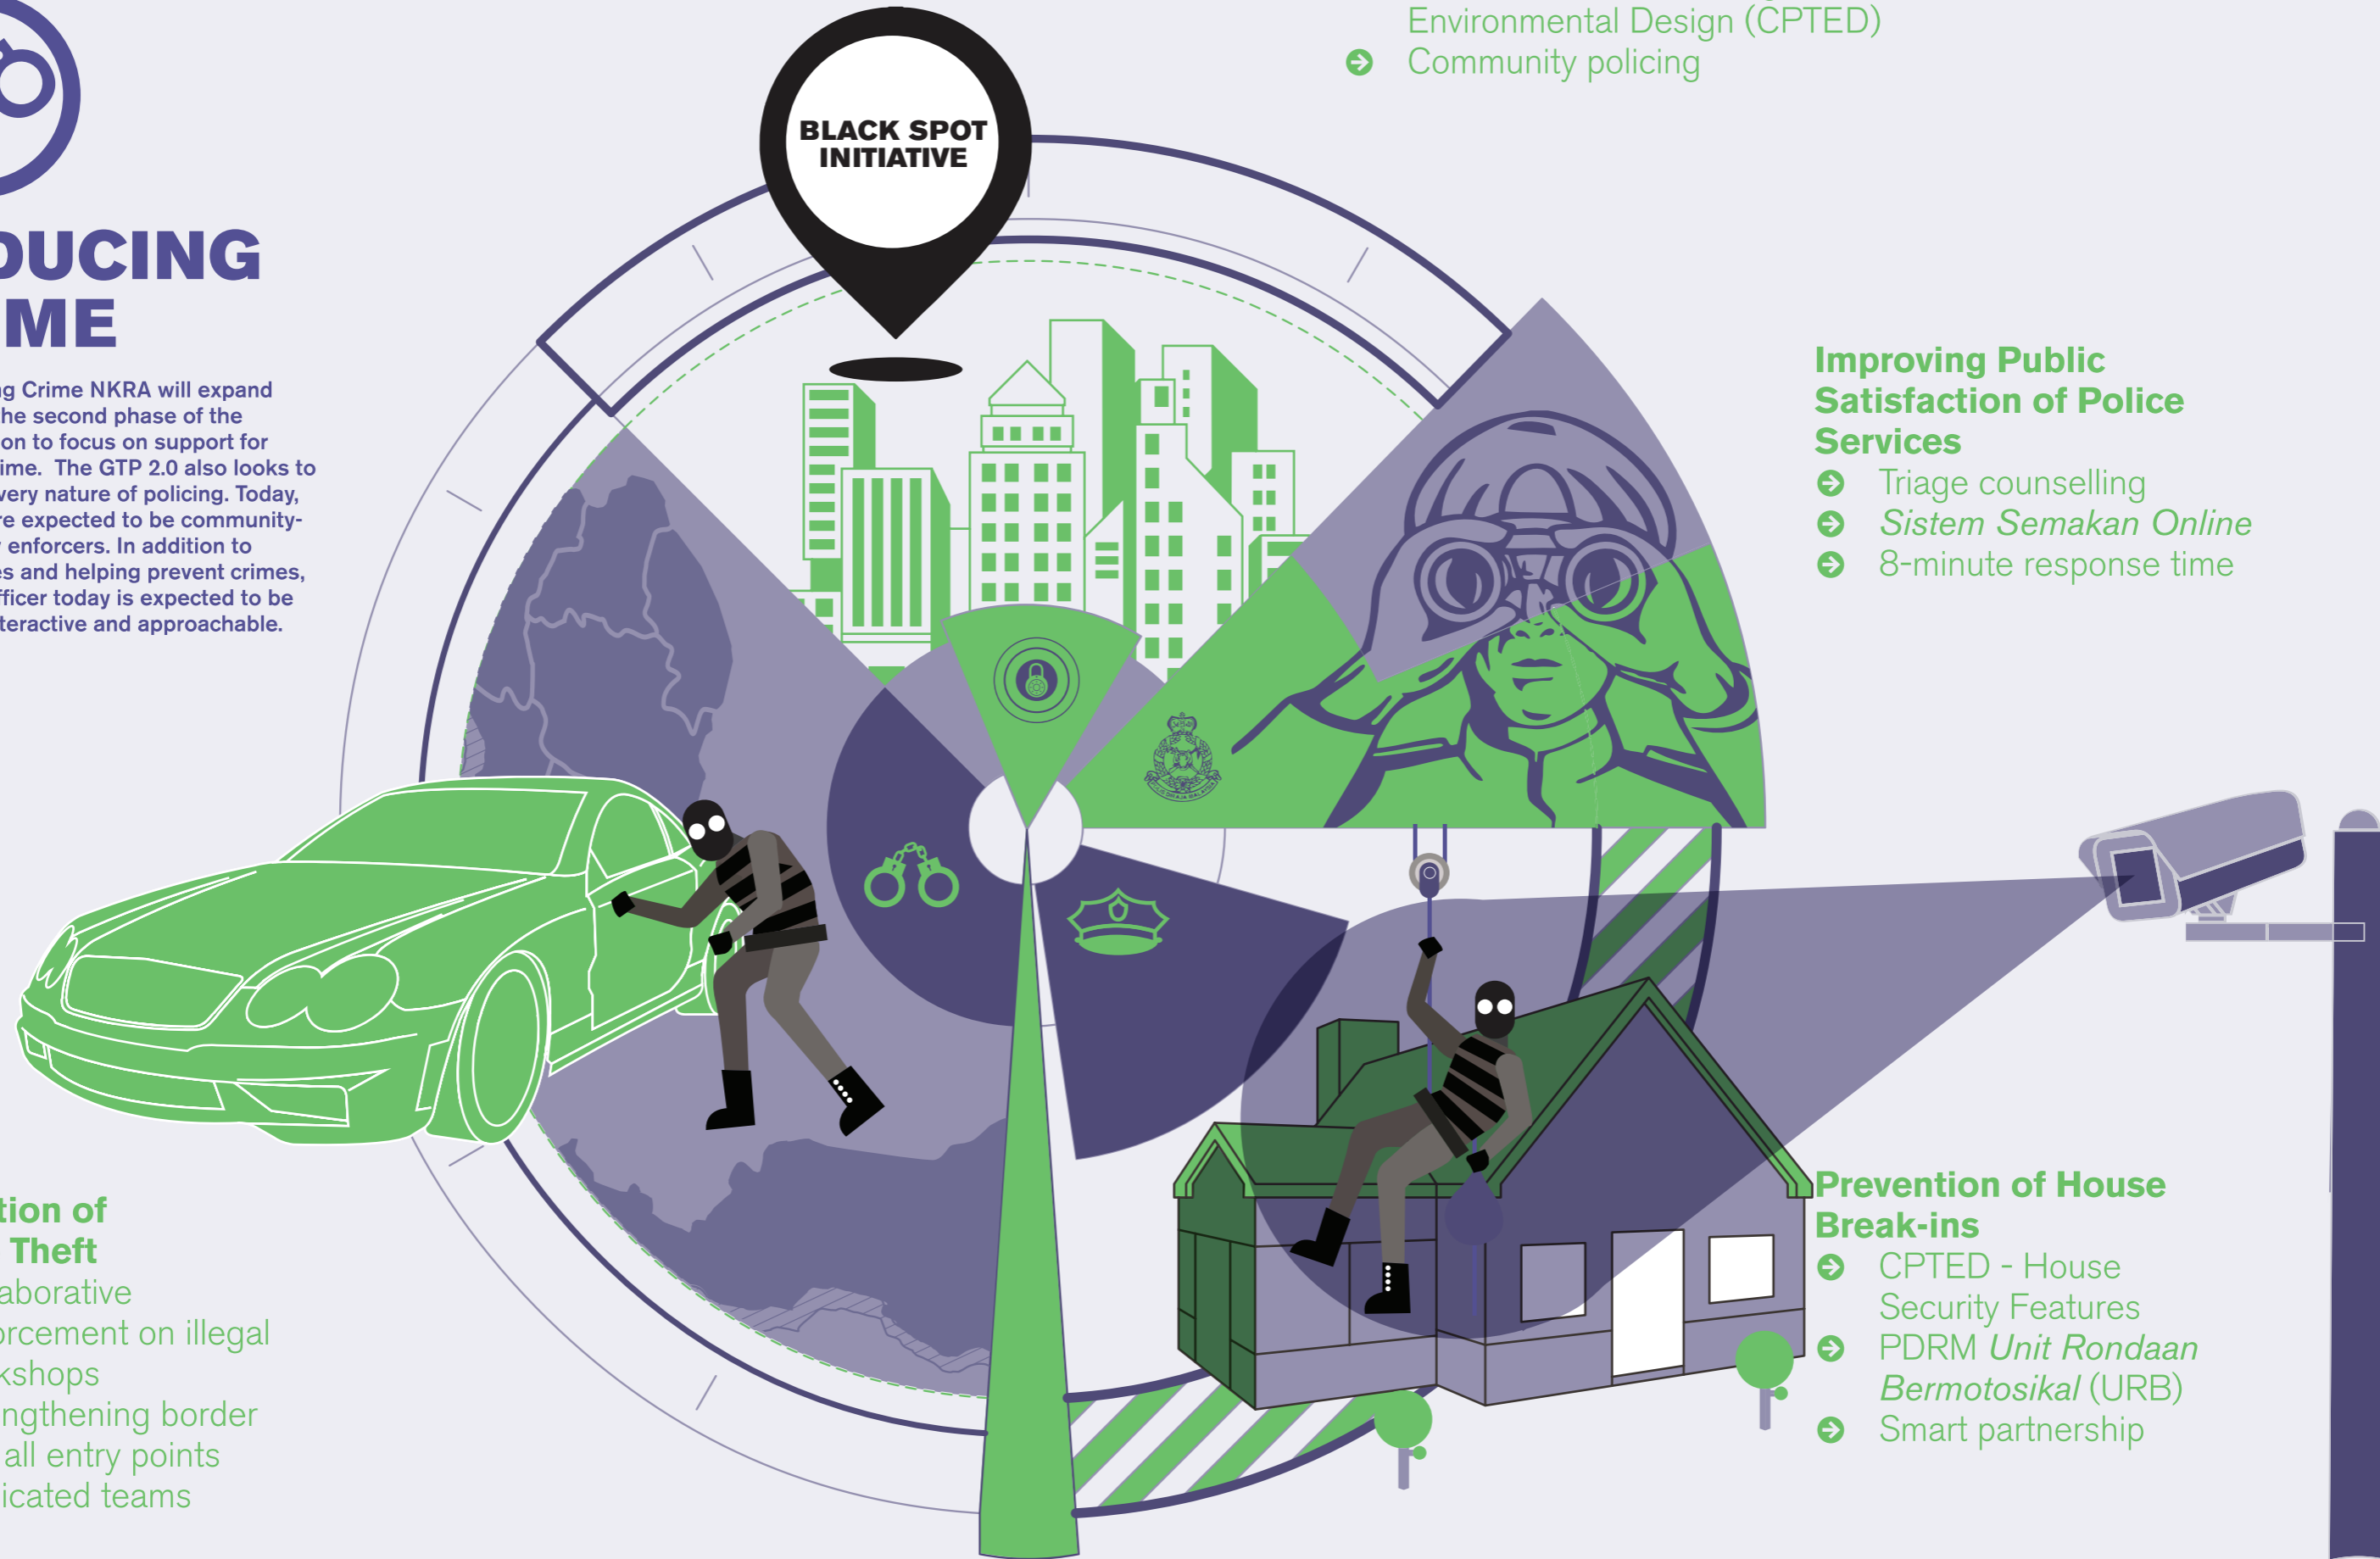 Environmental Design (CPTED)
Community policing
BLACK SPOT
INITIATIVE
DUCING
ME
ng Crime NKRA will expand
he second phase of the
on to focus on support for
ime. The GTP 2.0 also looks to
very nature of policing. Today,
re expected to be community-
enforcers. In addition to
es and helping prevent crimes,
fficer today is expected to be
teractive and approachable.
Improving Public
Satisfaction of Police
Services
Triage counselling
Sistem Semakan Online
8-minute response time
tion of
Theft
aborative
orcement on illegal
kshops
ngthening border
all entry points
icated teams
Prevention of House
Break-ins
CPTED - House
Security Features
PDRM Unit Rondaan
Bermotosikal (URB)
Smart partnership